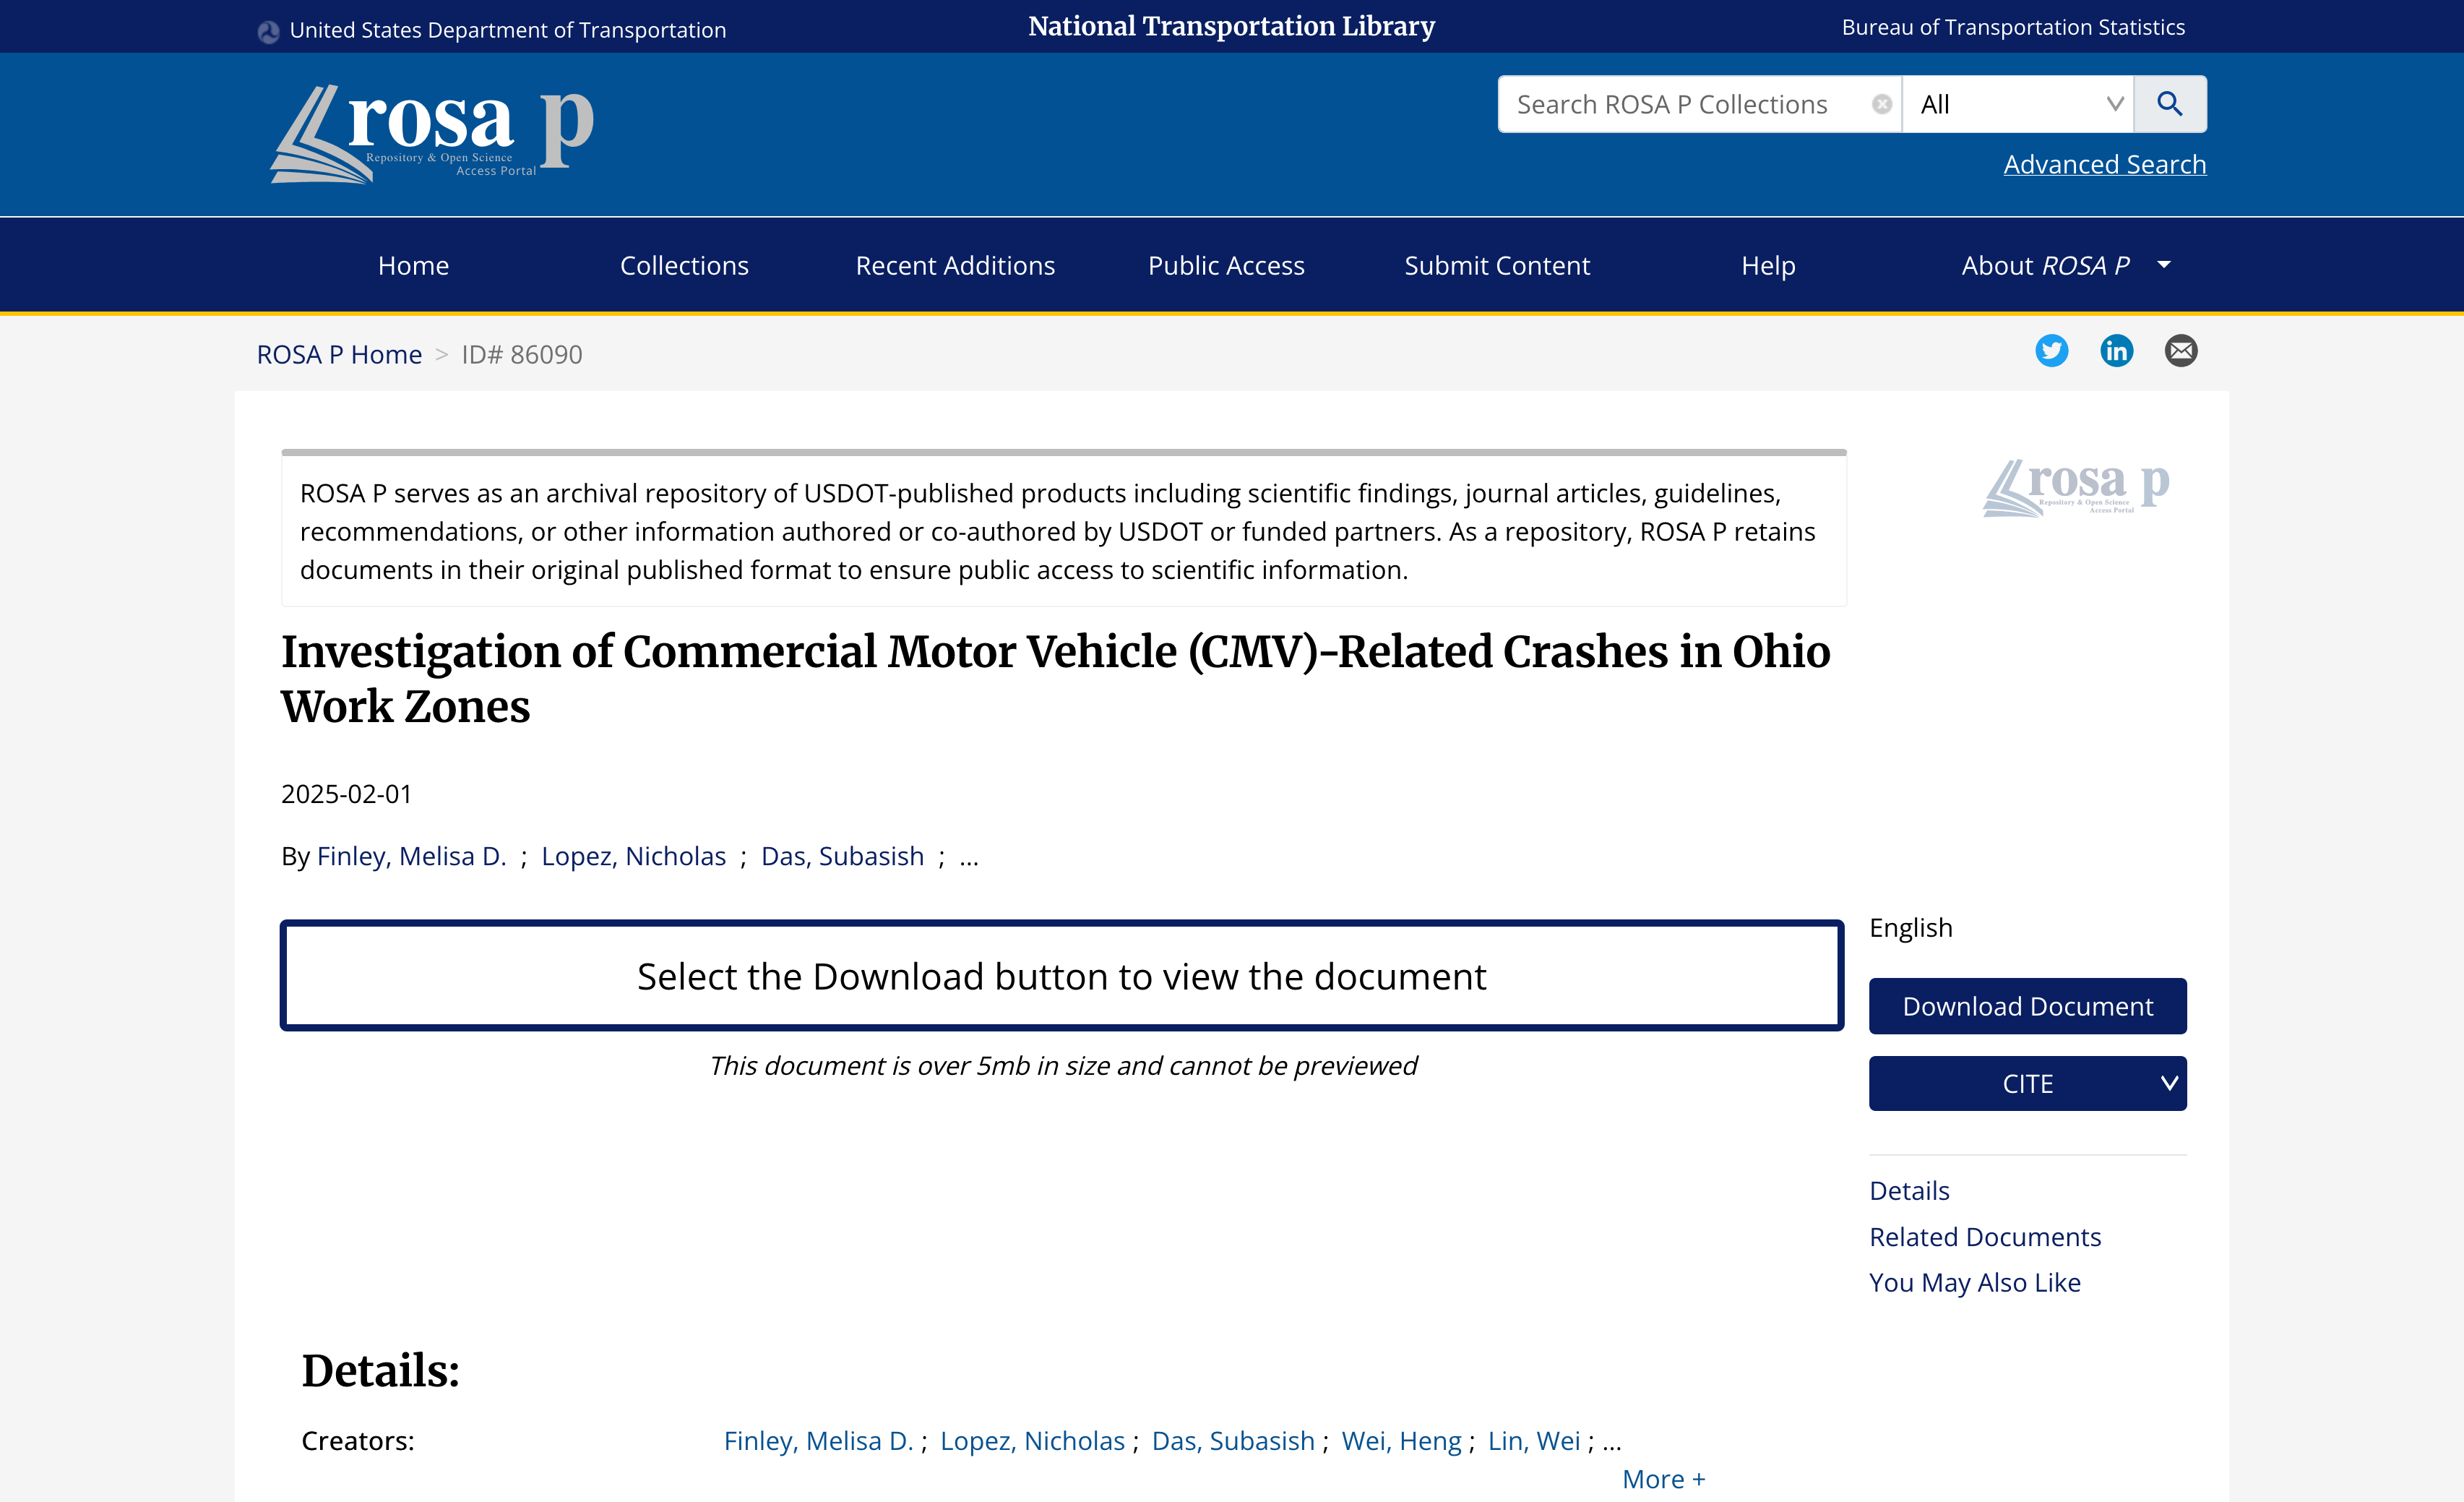 United States Department of Transportation
National Transportation Library
Bureau of Transportation Statistics
rosa p
Repository & Open Science
Access Portal
Search ROSA P Collections
All
Advanced Search
Home
Collections
Recent Additions
Public Access
Submit Content
Help
About ROSA P
ROSA P Home > ID# 86090
in
ROSA P serves as an archival repository of USDOT-published products including scientific findings, journal articles, guidelines,
recommendations, or other information authored or co-authored by USDOT or funded partners. As a repository, ROSA P retains
documents in their original published format to ensure public access to scientific information.
rosa p
Repository & Open Science
Access Portal
Investigation of Commercial Motor Vehicle (CMV)-Related Crashes in Ohio
Work Zones
2025-02-01
By Finley, Melisa D. ; Lopez, Nicholas ; Das, Subasish ; ...
Select the Download button to view the document
This document is over 5mb in size and cannot be previewed
English
Download Document
CITE
Details
Related Documents
You May Also Like
Details:
Creators:
Finley, Melisa D. ; Lopez, Nicholas ; Das, Subasish ; Wei, Heng ; Lin, Wei ; ...
More +